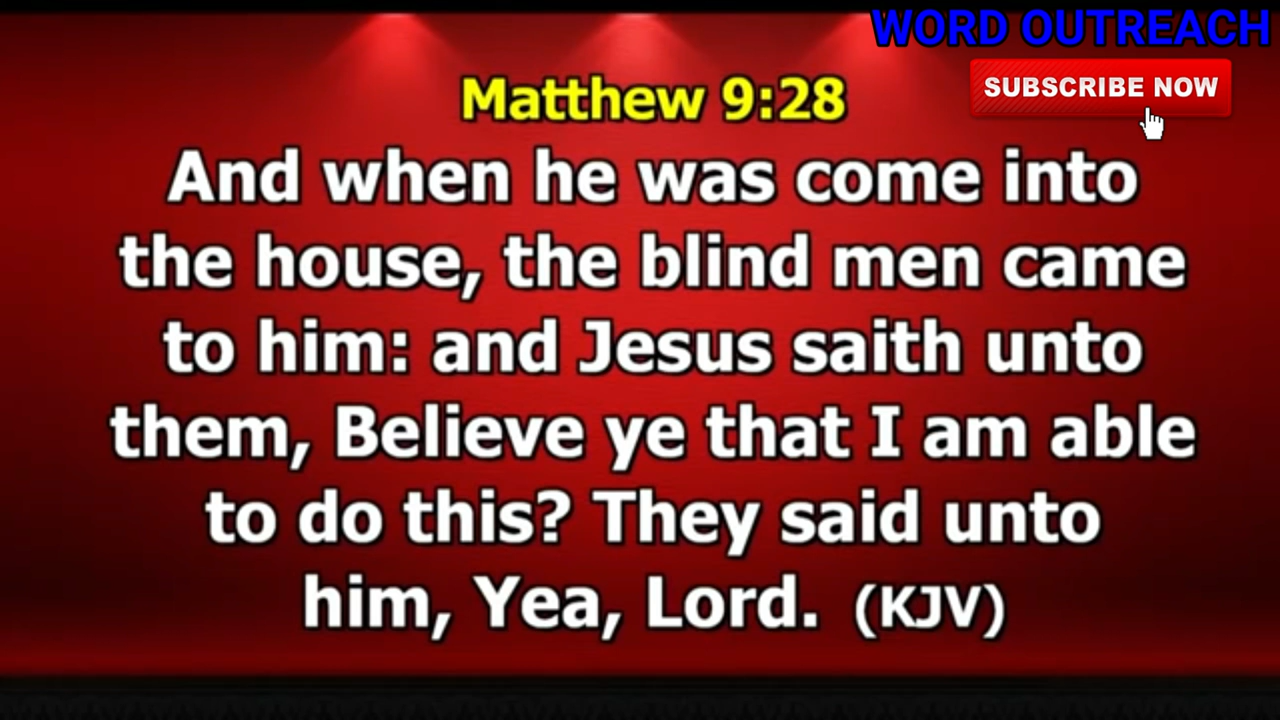 WORD OUTREACH
SUBSCRIBE NOW
Matthew 9:28
And when he was come into
the house, the blind men came
to him: and Jesus saith unto
them, Believe ye that I am able
to do this? They said unto
him, Yea, Lord. (KJV)